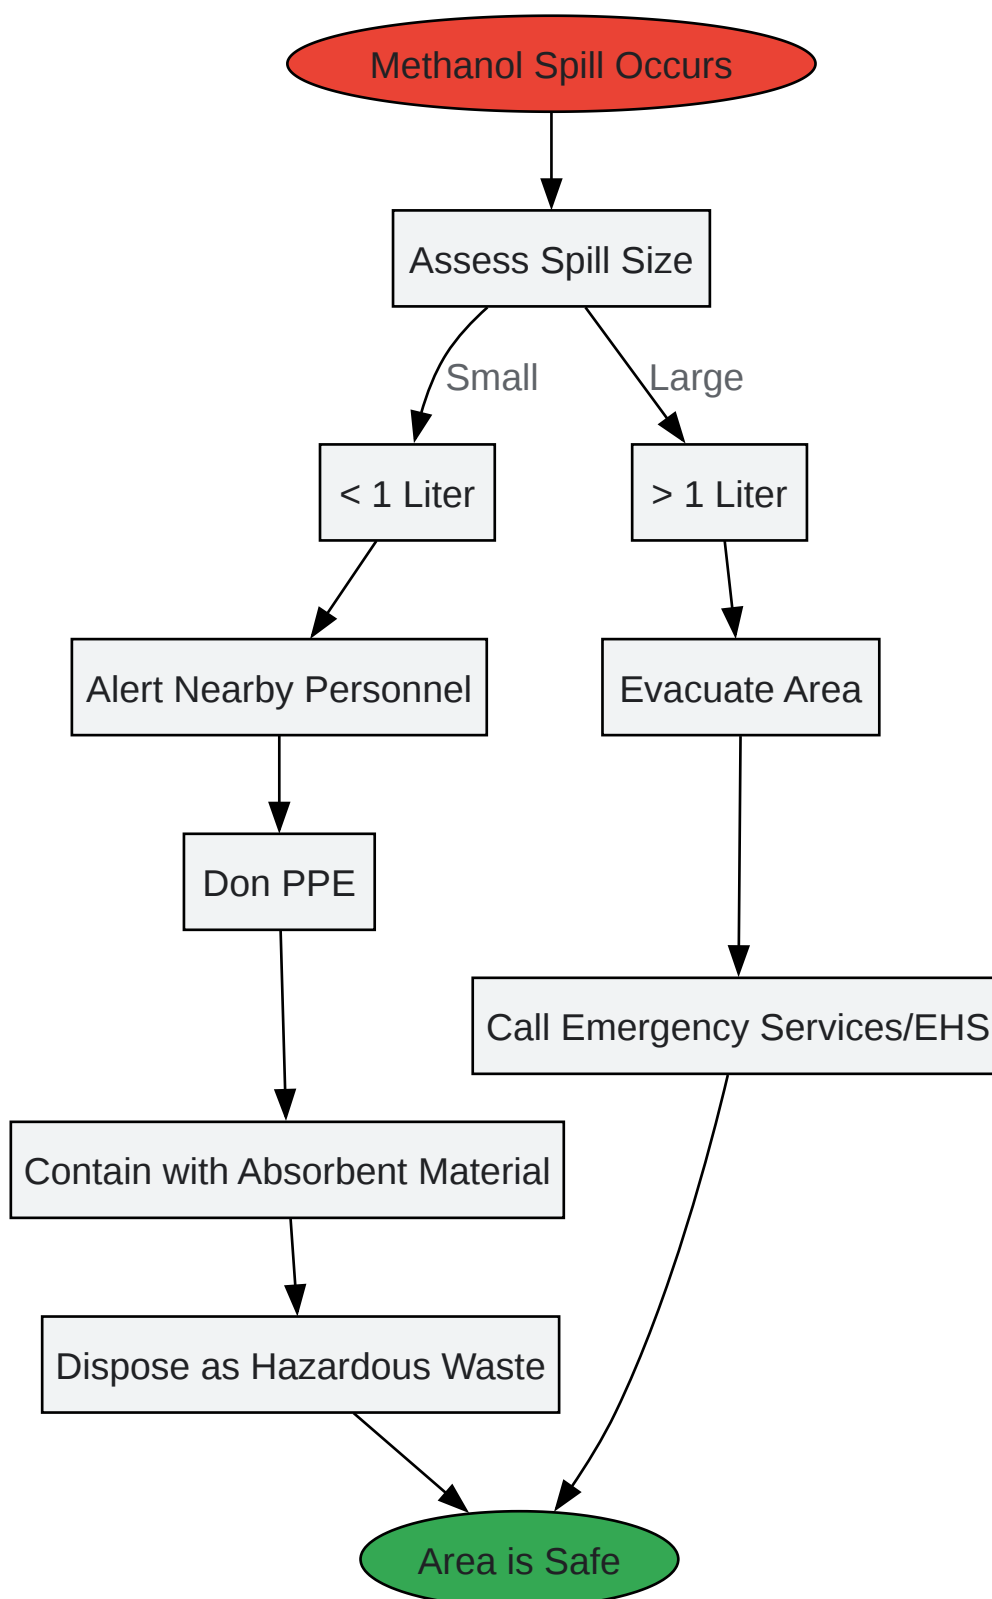 Methanol Spill Occurs
Assess Spill Size
Small
Large
< 1 Liter
> 1 Liter
Alert Nearby Personnel
Evacuate Area
Don PPE
Call Emergency Services/EHS
Contain with Absorbent Material
Dispose as Hazardous Waste
Area is Safe